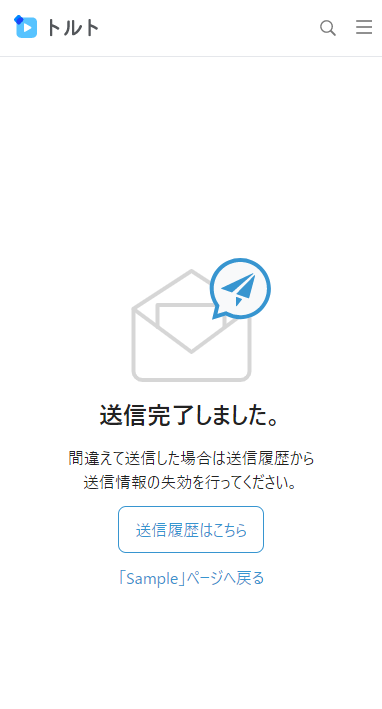 トルト
送信完了しました。
間違えて送信した場合は送信履歴から
送信情報の失効を行ってください。
送信履歴はこちら
「Sample」ページへ戻る